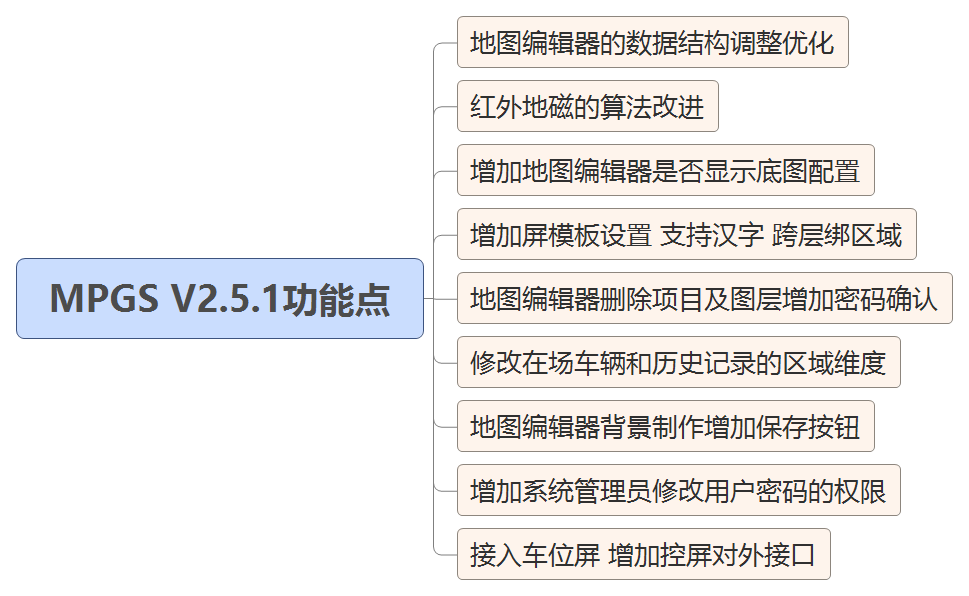 MPGS V2.5.1功能点
地图编辑器的数据结构调整优化
红外地磁的算法改进
增加地图编辑器是否显示底图配置
增加屏模板设置 支持汉字 跨层绑区域
地图编辑器删除项目及图层增加密码确认
修改在场车辆和历史记录的区域维度
地图编辑器背景制作增加保存按钮
增加系统管理员修改用户密码的权限
接入车位屏 增加控屏对外接口